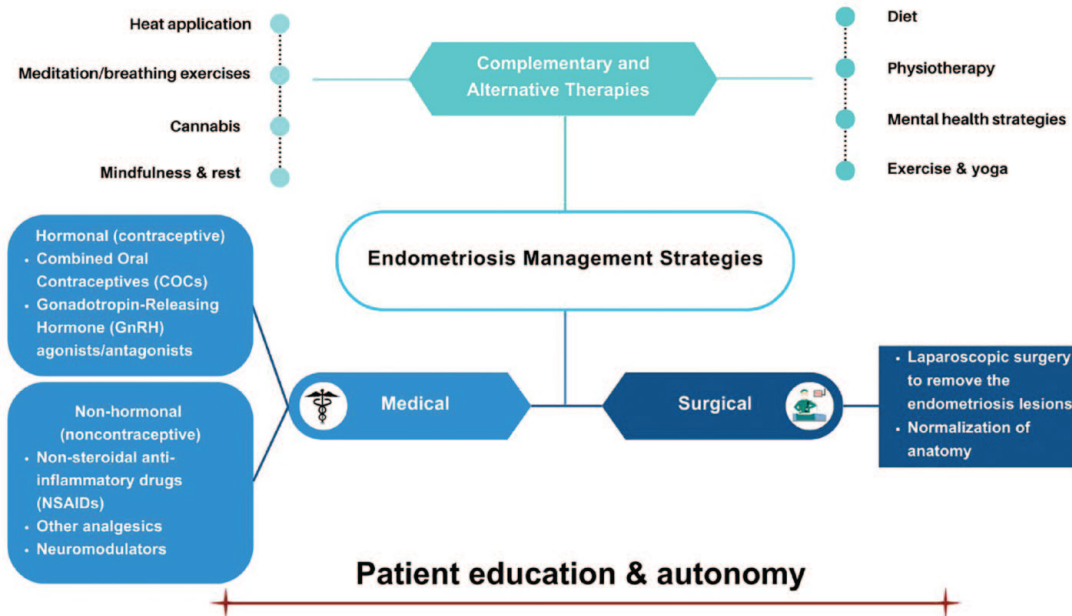 Heat application
Meditation/breathing exercises
Cannabis
Mindfulness & rest
Complementary and
Alternative Therapies
Diet
Physiotherapy
Mental health strategies
Exercise & yoga
Endometriosis Management Strategies
Hormonal (contraceptive)
• Combined Oral
Contraceptives (COCs)
• Gonadotropin-Releasing
Hormone (GnRH)
agonists/antagonists
Non-hormonal
(noncontraceptive)
• Non-steroidal anti-
inflammatory drugs
(NSAIDs)
• Other analgesics
• Neuromodulators
Medical
Surgical
• Laparoscopic surgery
to remove the
endometriosis lesions
• Normalization of
anatomy
Patient education & autonomy